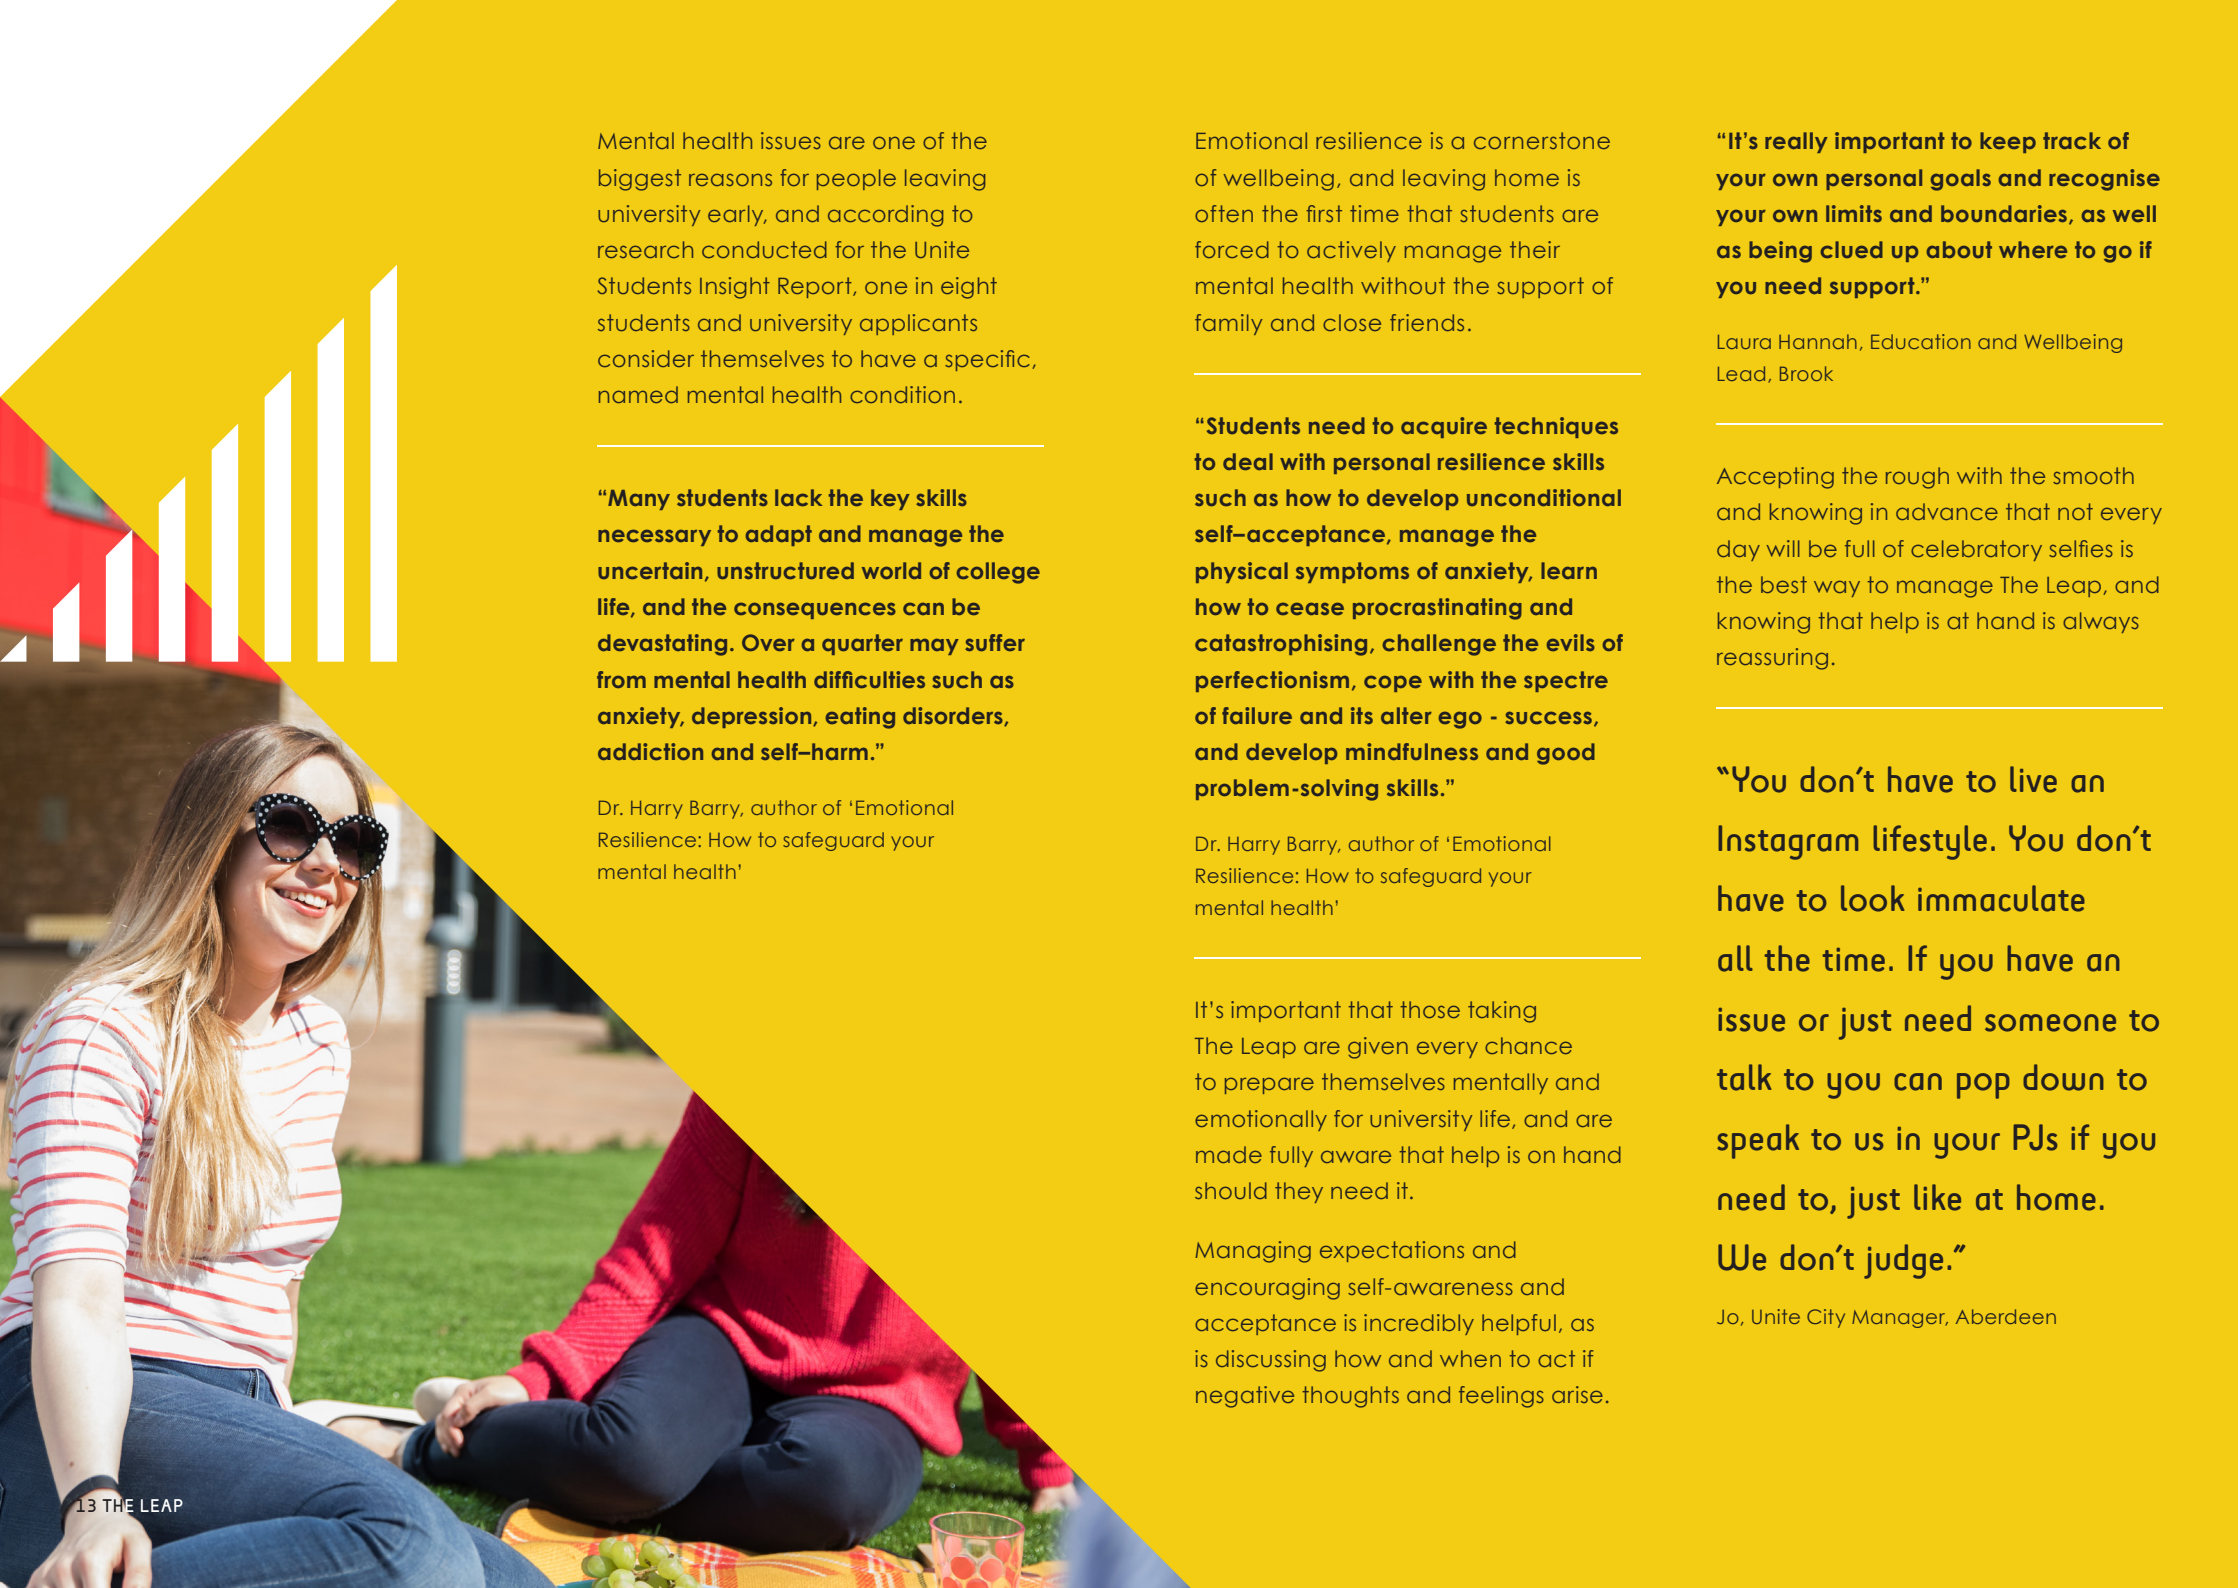 Mental health issues are one of the
biggest reasons for people leaving
university early, and according to
research conducted for the Unite
Students Insight Report, one in eight
students and university applicants
consider themselves to have a specific,
named mental health condition.
“Many students lack the key skills
necessary to adapt and manage the
uncertain, unstructured world of college
life, and the consequences can be
devastating. Over a quarter may suffer
from mental health difficulties such as
anxiety, depression, eating disorders,
addiction and self–harm.”
Dr. Harry Barry, author of ‘Emotional
Resilience: How to safeguard your
mental health’
Emotional resilience is a cornerstone
of wellbeing, and leaving home is
often the first time that students are
forced to actively manage their
mental health without the support of
family and close friends.
“Students need to acquire techniques
to deal with personal resilience skills
such as how to develop unconditional
self–acceptance, manage the
physical symptoms of anxiety, learn
how to cease procrastinating and
catastrophising, challenge the evils of
perfectionism, cope with the spectre
of failure and its alter ego - success,
and develop mindfulness and good
problem-solving skills.”
Dr. Harry Barry, author of ‘Emotional
Resilience: How to safeguard your
mental health’
It’s important that those taking
The Leap are given every chance
to prepare themselves mentally and
emotionally for university life, and are
made fully aware that help is on hand
should they need it.
Managing expectations and
encouraging self-awareness and
acceptance is incredibly helpful, as
is discussing how and when to act if
negative thoughts and feelings arise.
“It’s really important to keep track of
your own personal goals and recognise
your own limits and boundaries, as well
as being clued up about where to go if
you need support.”
Laura Hannah, Education and Wellbeing
Lead, Brook
Accepting the rough with the smooth
and knowing in advance that not every
day will be full of celebratory selfies is
the best way to manage The Leap, and
knowing that help is at hand is always
reassuring.
“You don’t have to live an
Instagram lifestyle. You don’t
have to look immaculate
all the time. If you have an
issue or just need someone to
talk to you can pop down to
speak to us in your PJs if you
need to, just like at home.
We don’t judge.”
Jo, Unite City Manager, Aberdeen
13 THE LEAP